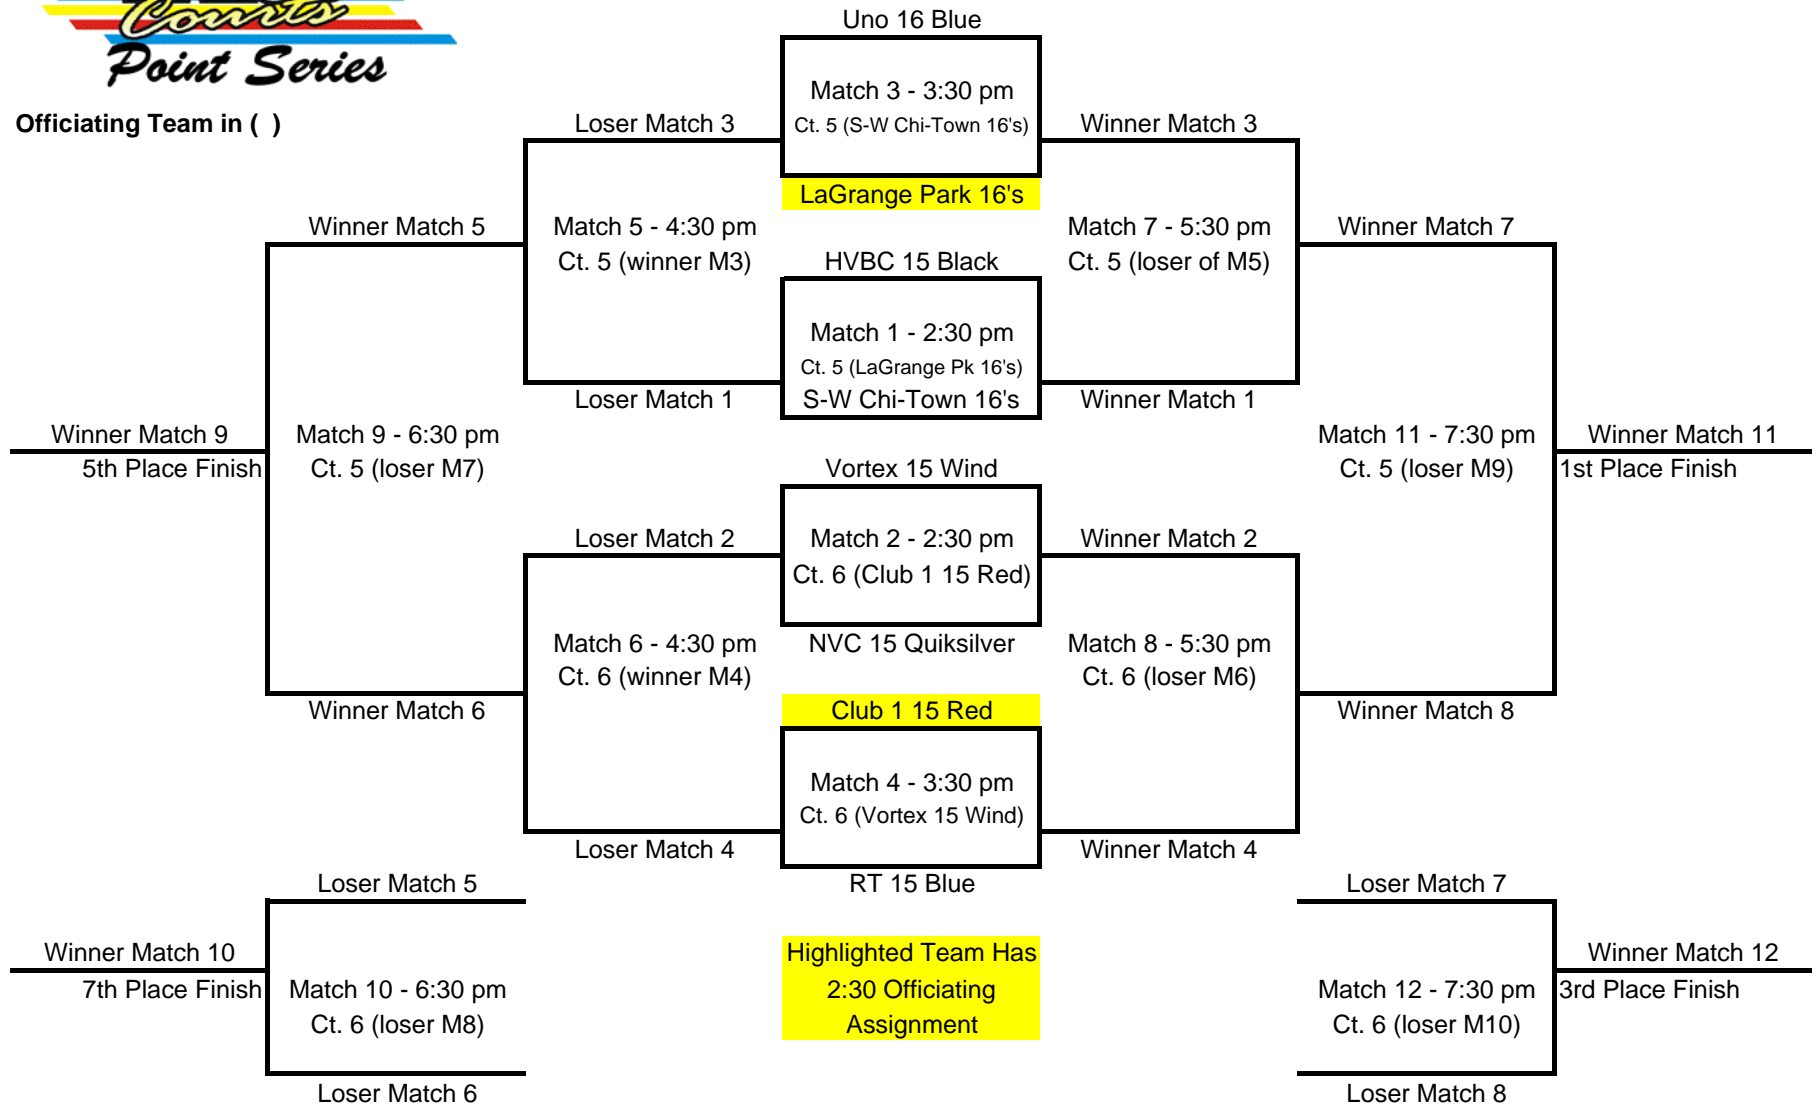 Courts
Point Series
Officiating Team in ( )
Uno 16 Blue
Match 3 - 3:30 pm
Ct. 5 (S-W Chi-Town 16's)
Loser Match 3
Winner Match 3
LaGrange Park 16's
Winner Match 5
Match 5 - 4:30 pm
Ct. 5 (winner M3)
Match 7 - 5:30 pm
Ct. 5 (loser of M5)
Winner Match 7
HVBC 15 Black
Match 1 - 2:30 pm
Ct. 5 (LaGrange Pk 16's)
S-W Chi-Town 16's
Loser Match 1
Winner Match 1
Winner Match 9
5th Place Finish
Match 9 - 6:30 pm
Ct. 5 (loser M7)
Match 11 - 7:30 pm
Ct. 5 (loser M9)
Winner Match 11
1st Place Finish
Vortex 15 Wind
Loser Match 2
Match 2 - 2:30 pm
Ct. 6 (Club 1 15 Red)
Winner Match 2
NVC 15 Quiksilver
Match 6 - 4:30 pm
Ct. 6 (winner M4)
Match 8 - 5:30 pm
Ct. 6 (loser M6)
Winner Match 6
Club 1 15 Red
Winner Match 8
Match 4 - 3:30 pm
Ct. 6 (Vortex 15 Wind)
Loser Match 4
Winner Match 4
RT 15 Blue
Loser Match 5
Loser Match 7
Winner Match 10
7th Place Finish
Match 10 - 6:30 pm
Ct. 6 (loser M8)
Loser Match 6
Highlighted Team Has
2:30 Officiating
Assignment
Match 12 - 7:30 pm
Ct. 6 (loser M10)
Winner Match 12
3rd Place Finish
Loser Match 8